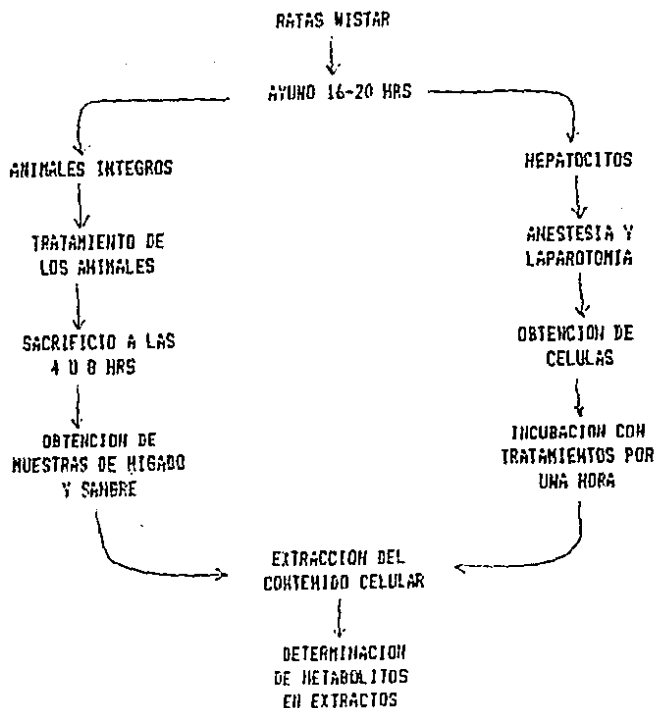 RATAS WISTAR
AYUNO 16-20 HRS
ANIMALES INTEGROS
TRATAMIENTO DE
LOS ANIMALES
SACRIFICIO A LAS
4 U 8 HRS
OBTENCION DE
MUESTRAS DE HIGADO
Y SANGRE
HEPATOCITOS
ANESTESIA Y
LAPAROTOMIA
OBTENCION DE
CELULAS
INCUBACION CON
TRATAMIENTOS POR
UNA HORA
EXTRACCION DEL
CONTENIDO CELULAR
DETERMINACION
DE METABOLITOS
EN EXTRACTOS